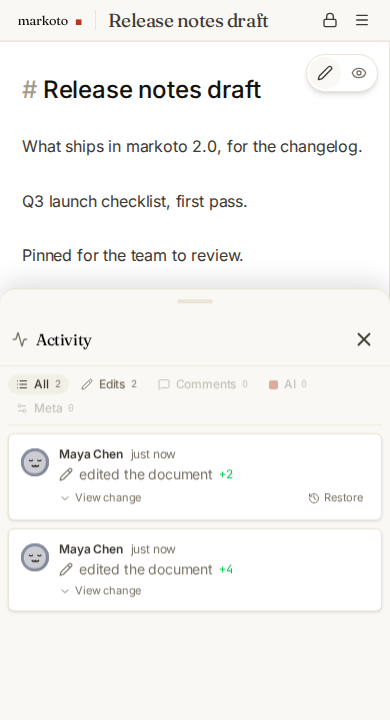 markoto Release notes draft
# Release notes draft
What ships in markoto 2.0, for the changelog.
Q3 launch checklist, first pass.
Pinned for the team to review.
Activity
All 2 Edits 2 Comments 0 AI 0
Meta 0
Maya Chen just now
edited the document +2
View change Restore
Maya Chen just now
edited the document +4
View change